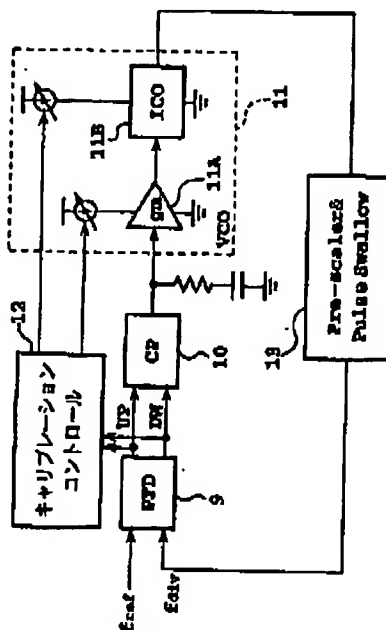 12
キャリブレーション
コントロール
fref
fdiv
PFD
9
UP
DW
CP
10
gm
11A
VCO
ICO
11B
11
13
Pre-scaler&
Pulse Swallow